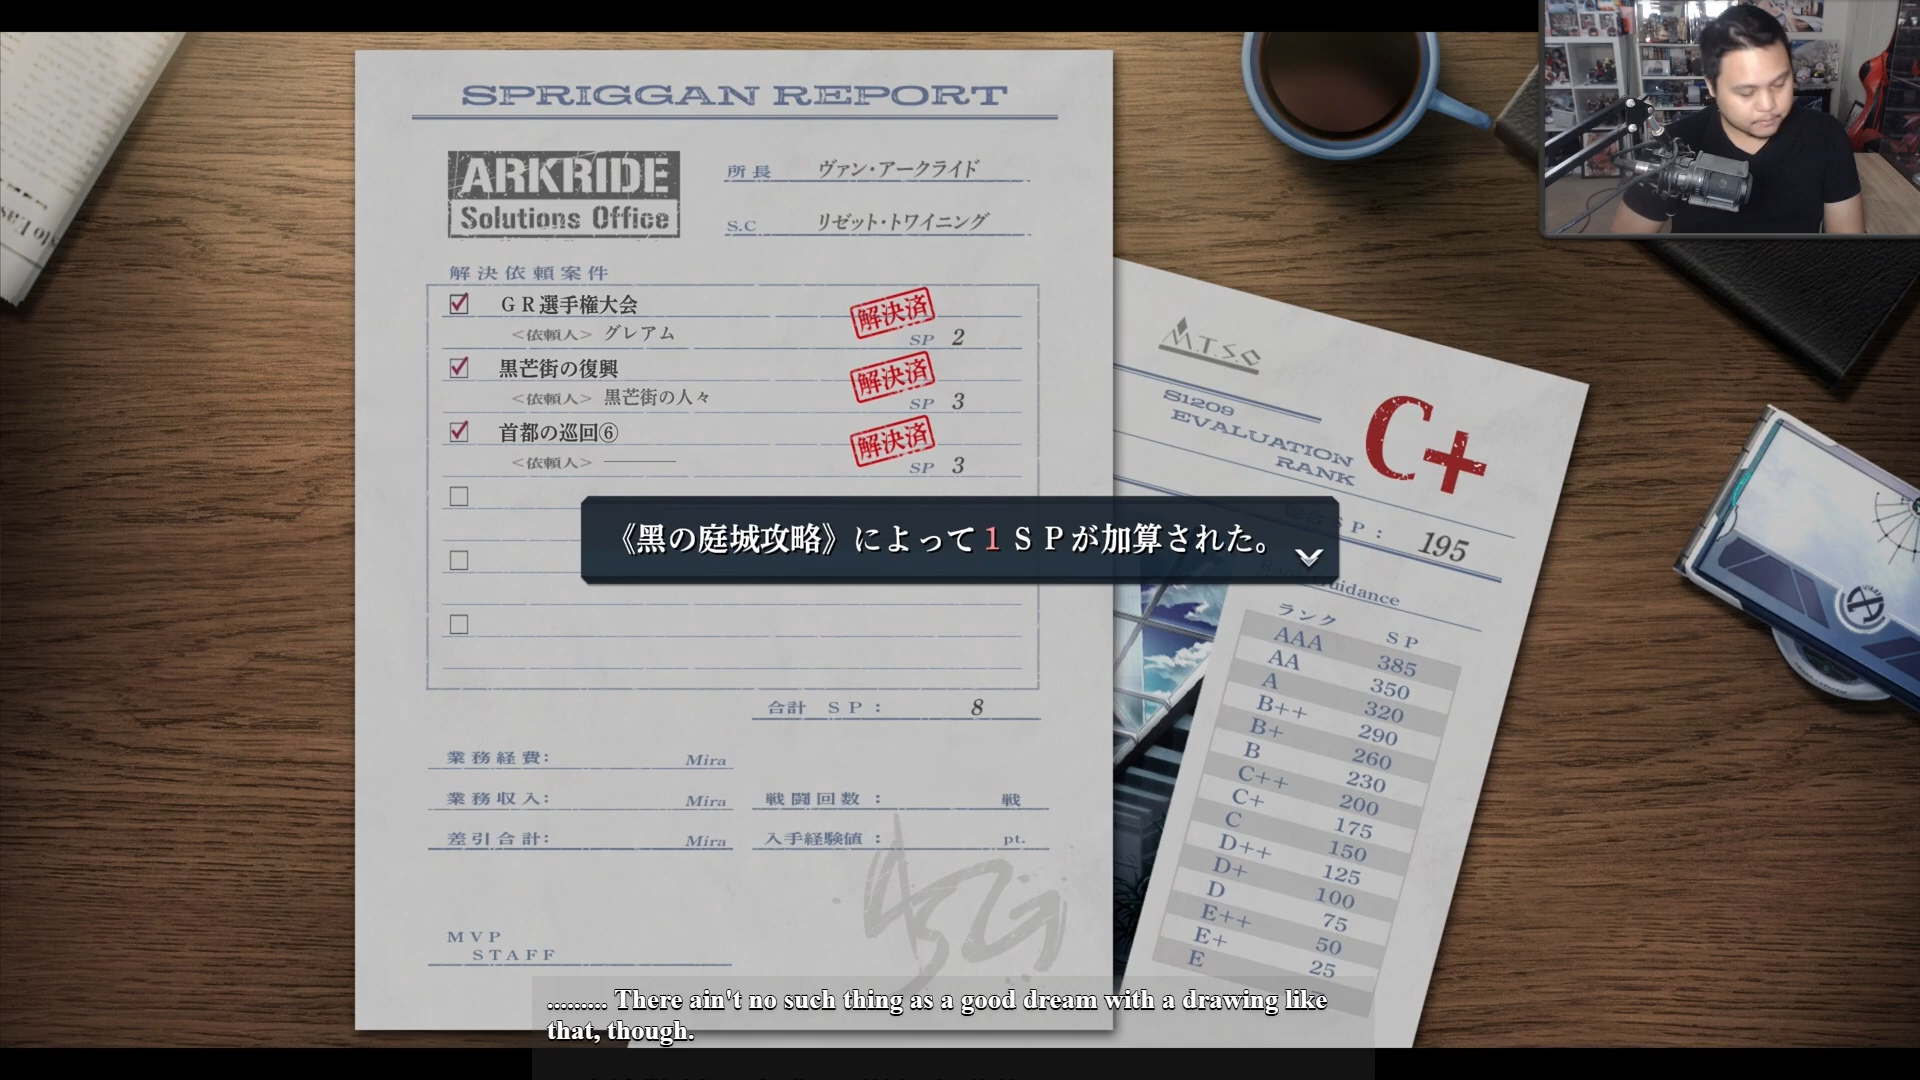 SPRIGGAN REPORT
ARKRIDE
Solutions Office
所長 ヴァン・アークライド
S.C リゼット・トワイニング
解決依頼案件
GR選手権大会
<依頼人> グレアム
解決済
SP 2
黒芒街の復興
<依頼人> 黒芒街の人々
解決済
SP 3
首都の巡回⑥
<依頼人> ————
解決済
SP 3
《黒の庭城攻略》によって1SPが加算された。
合計 SP: 8
業務経費: Mira
業務収入: Mira
戦闘回数: 戦
差引合計: Mira
入手経験値: pt.
MVP
STAFF
M.T.S.O
S1209
EVALUATION
RANK
C+
総合SP: 195
ランク SP
AAA 385
AA 350
A 320
B++ 290
B+ 260
B 230
C++ 200
C+ 175
C 150
D++ 125
D+ 100
D 75
E++ 50
E+ 25
E
......... There ain't no such thing as a good dream with a drawing like
that, though.